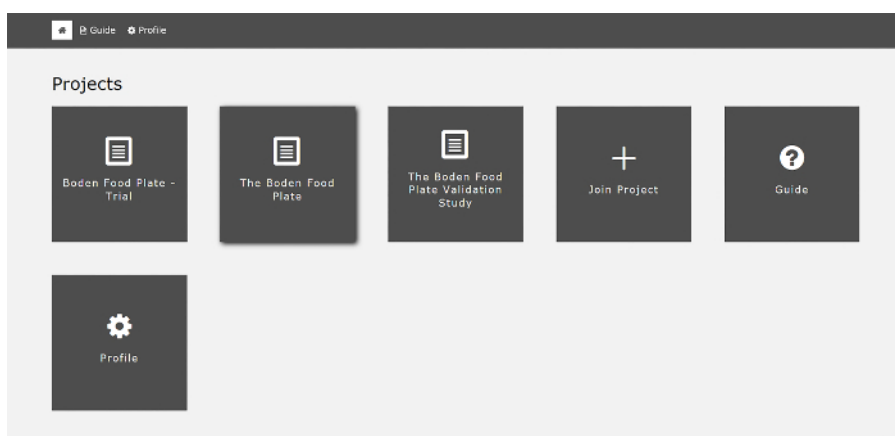 Guide Profile
Projects
Boden Food Plate -
Trial
The Boden Food
Plate
The Boden Food
Plate Validation
Study
Join Project
Guide
Profile